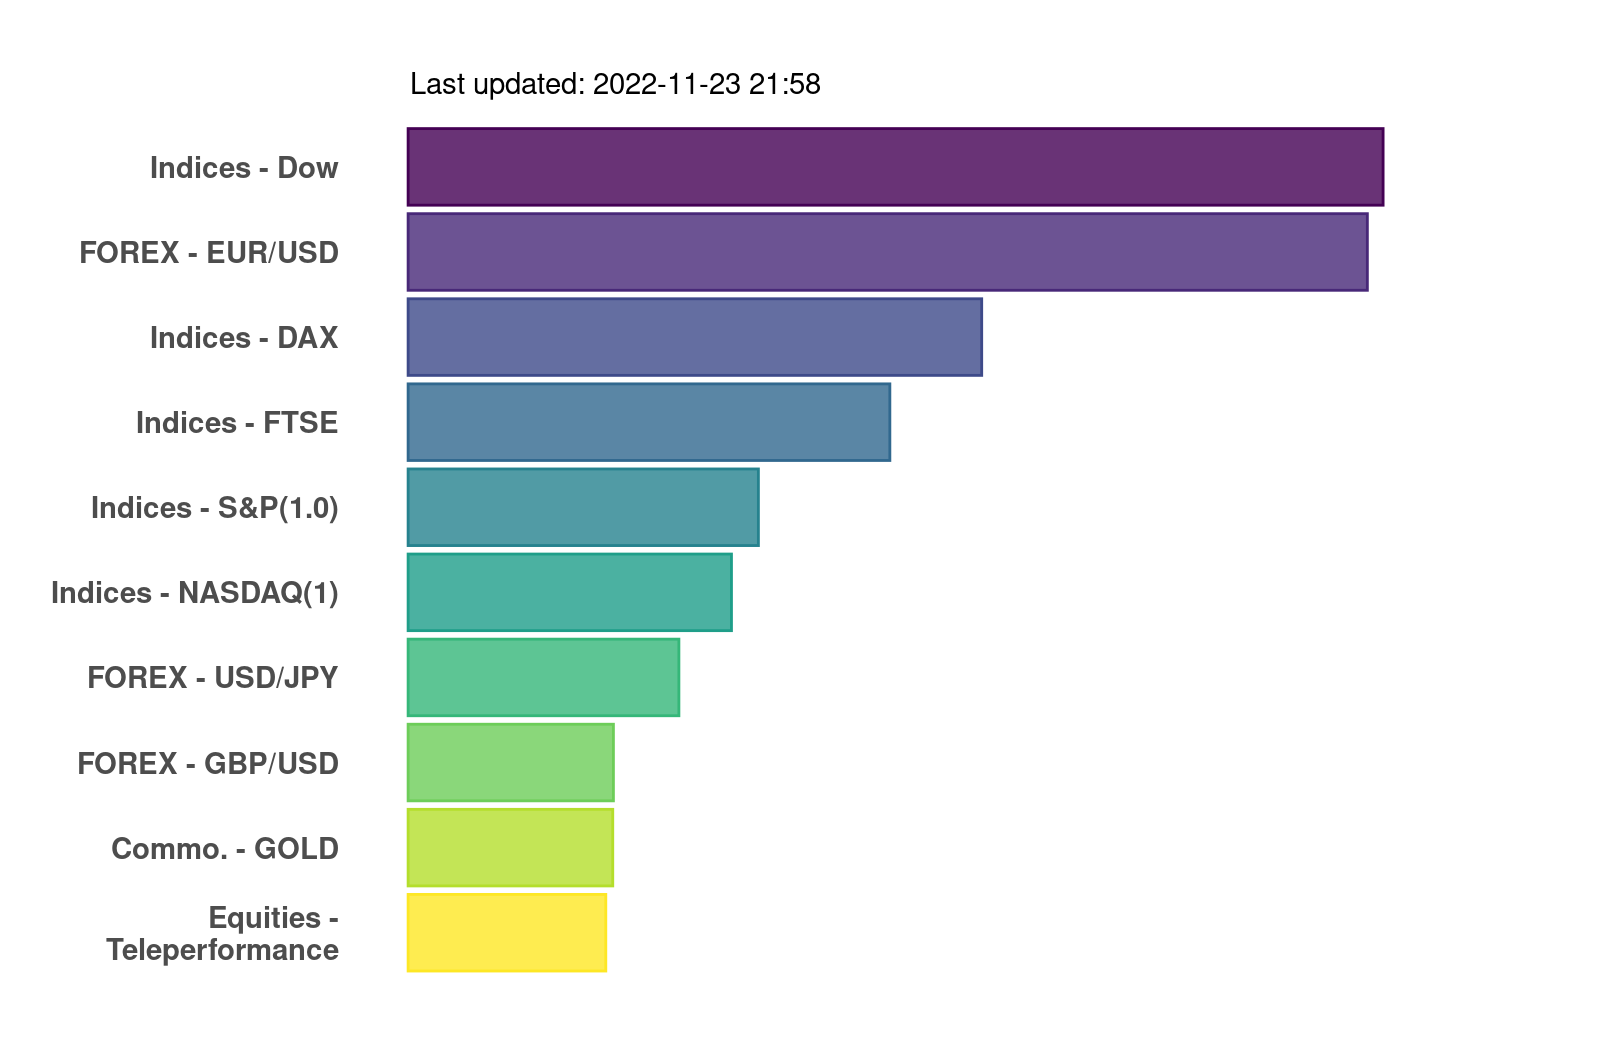 Last updated: 2022-11-23 21:58
Indices - Dow
FOREX - EUR/USD
Indices - DAX
Indices - FTSE
Indices - S&P(1.0)
Indices - NASDAQ(1)
FOREX - USD/JPY
FOREX - GBP/USD
Commo. - GOLD
Equities -
Teleperformance